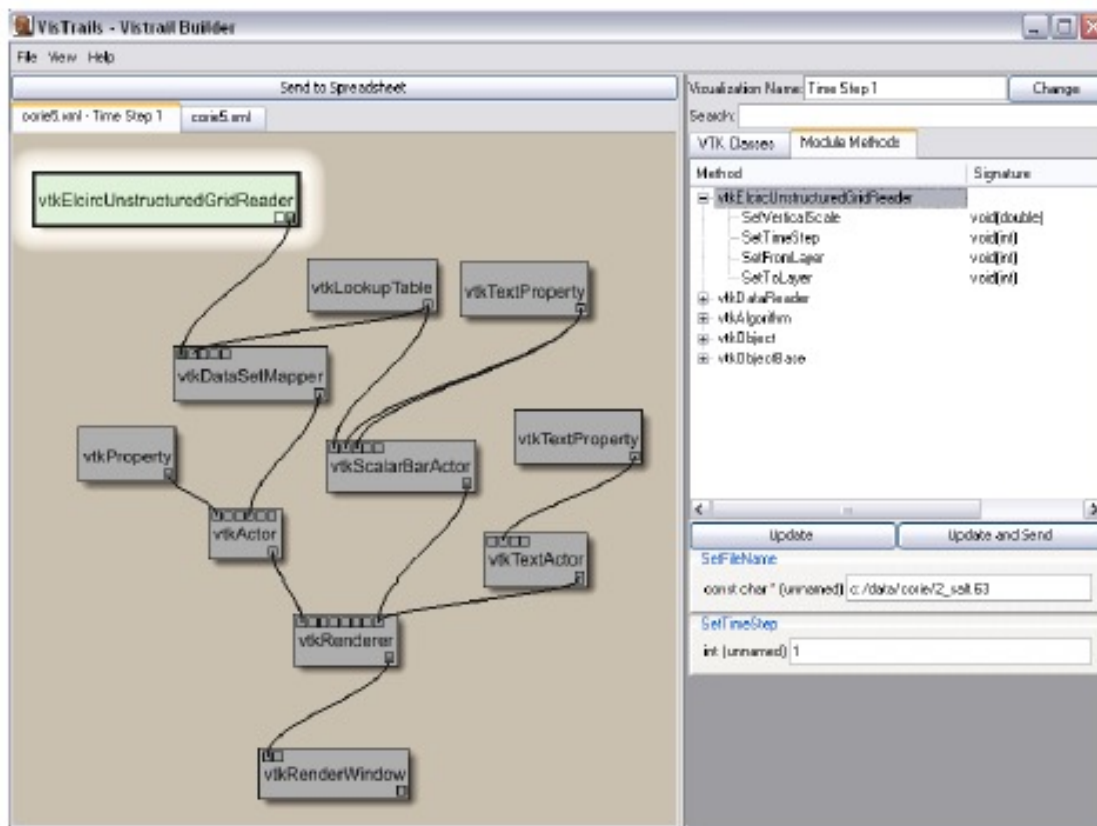 VisTrails - Vistrail Builder
File View Help
Send to Spreadsheet
corie5.xml - Time Step 1
corie5.xml
vtkElcircUnstructuredGridReader
vtkLookupTable
vtkTextProperty
vtkDataSetMapper
vtkTextProperty
vtkProperty
vtkScalarBarActor
vtkActor
vtkTextActor
vtkRenderer
vtkRenderWindow
Visualization Name: Time Step 1 Change
Search:
VTK Classes Module Methods
Method Signature
vtkElcircUnstructuredGridReader
SetVerticalScale void(double)
SetTimeStep void(int)
SetFromLayer void(int)
SetToLayer void(int)
vtkDataReader
vtkAlgorithm
vtkObject
vtkObjectBase
Update Update and Send
SetFileName
const char * (unnamed) c:/data/corie/2_salt.63
SetTimeStep
int (unnamed) 1